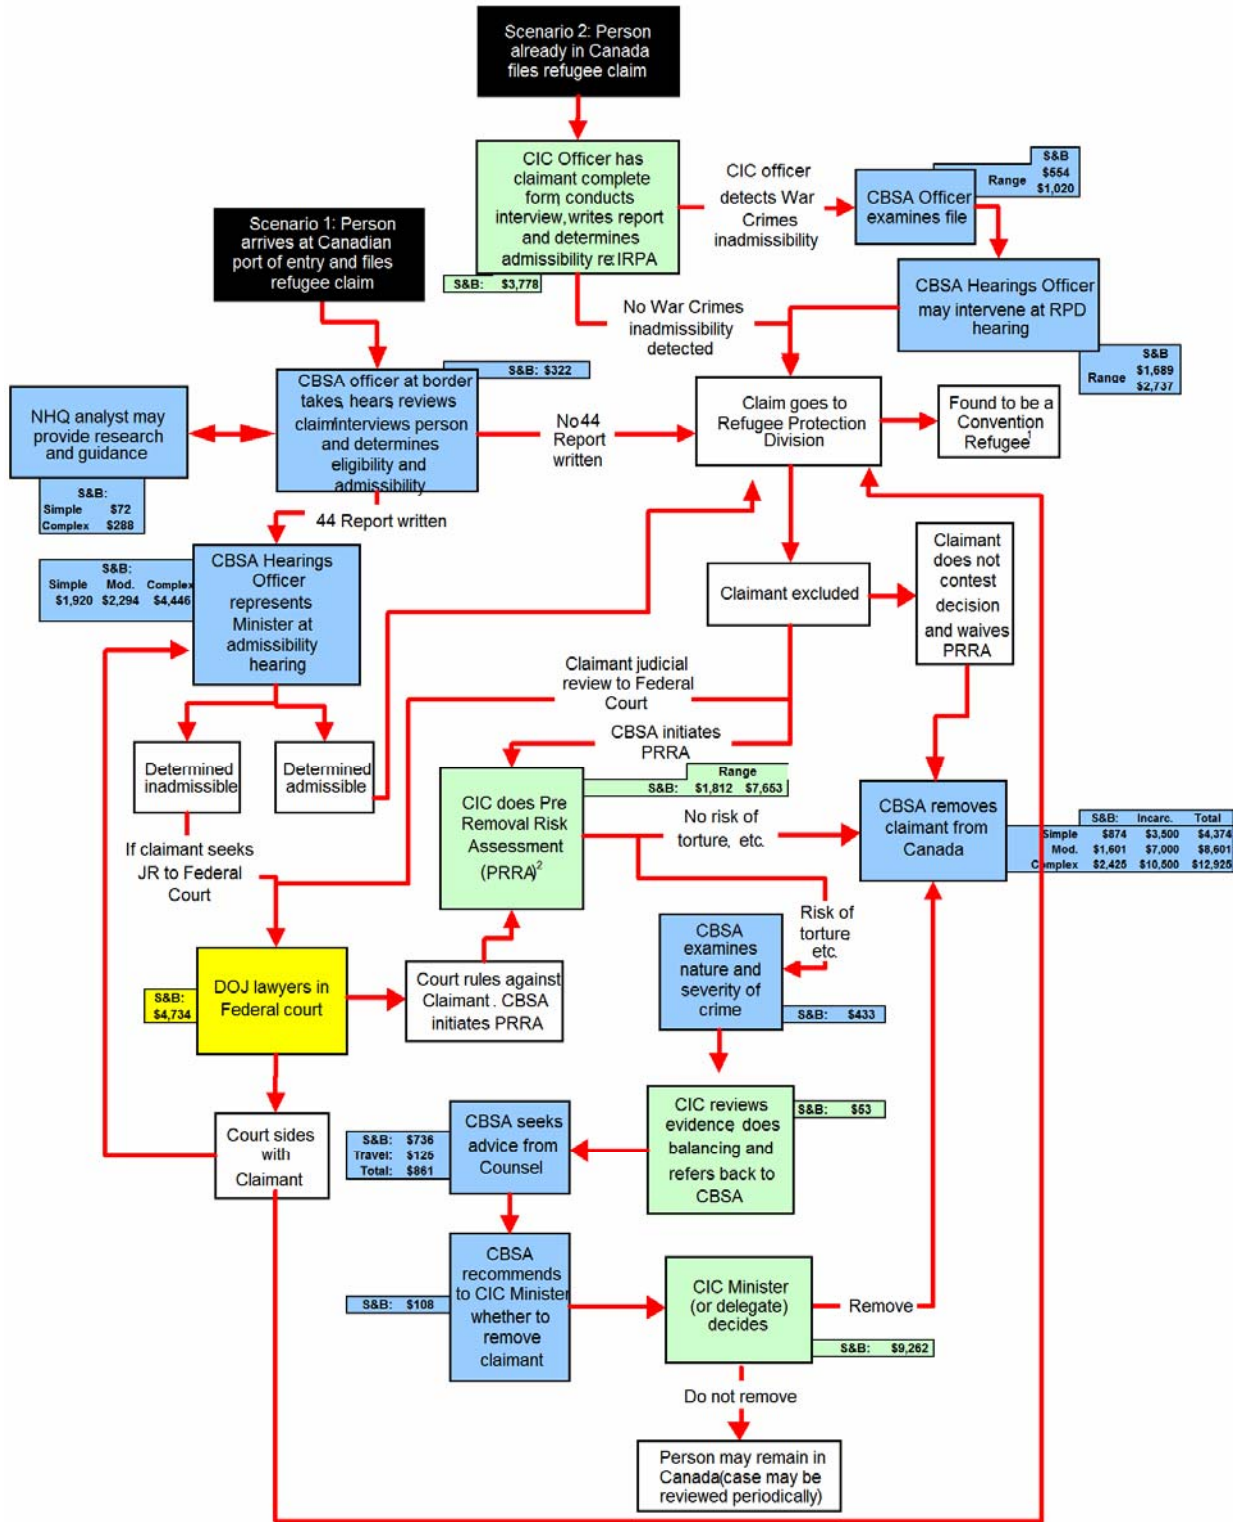 Scenario 2: Person
already in Canada
files refugee claim
CIC Officer has
claimant complete
form, conducts
interview, writes report
and determines
admissibility re: IRPA
S&B: $3,778
CIC officer
detects War
Crimes
inadmissibility
S&B
$554
Range
$1,020
CBSA Officer
examines file
CBSA Hearings Officer
may intervene at RPD
hearing
S&B
$1,689
Range
$2,737
Scenario 1: Person
arrives at Canadian
port of entry and files
refugee claim
No War Crimes
inadmissibility
detected
S&B: $322
CBSA officer at border
takes, hears, reviews
claim interviews person
and determines
eligibility and
admissibility
NHQ analyst may
provide research
and guidance
S&B:
Simple $72
Complex $288
No 44
Report
written
Claim goes to
Refugee Protection
Division
Found to be a
Convention
Refugee1
44 Report written
S&B:
Simple Mod. Complex
$1,920 $2,294 $4,446
CBSA Hearings
Officer
represents
Minister at
admissibility
hearing
Claimant excluded
Claimant
does not
contest
decision
and waives
PRRA
Claimant judicial
review to Federal
Court
CBSA initiates
PRRA
Determined
inadmissible
Determined
admissible
Range
S&B: $1,812 $7,653
CIC does Pre
Removal Risk
Assessment
(PRRA)2
No risk of
torture, etc.
CBSA removes
claimant from
Canada
S&B: Incarc. Total
Simple $874 $3,500 $4,374
Mod. $1,601 $7,000 $8,601
Complex $2,425 $10,500 $12,925
If claimant seeks
JR to Federal
Court
Risk of
torture
etc.
CBSA
examines
nature and
severity of
crime
S&B: $433
S&B:
$4,734
DOJ lawyers in
Federal court
Court rules against
Claimant . CBSA
initiates PRRA
CIC reviews
evidence, does
balancing and
refers back to
CBSA
S&B: $53
CBSA seeks
advice from
Counsel
S&B: $736
Travel: $125
Total: $861
Court sides
with
Claimant
CBSA
recommends
to CIC Minister
whether to
remove
claimant
S&B: $108
CIC Minister
(or delegate)
decides
Remove
S&B: $9,262
Do not remove
Person may remain in
Canada (case may be
reviewed periodically)